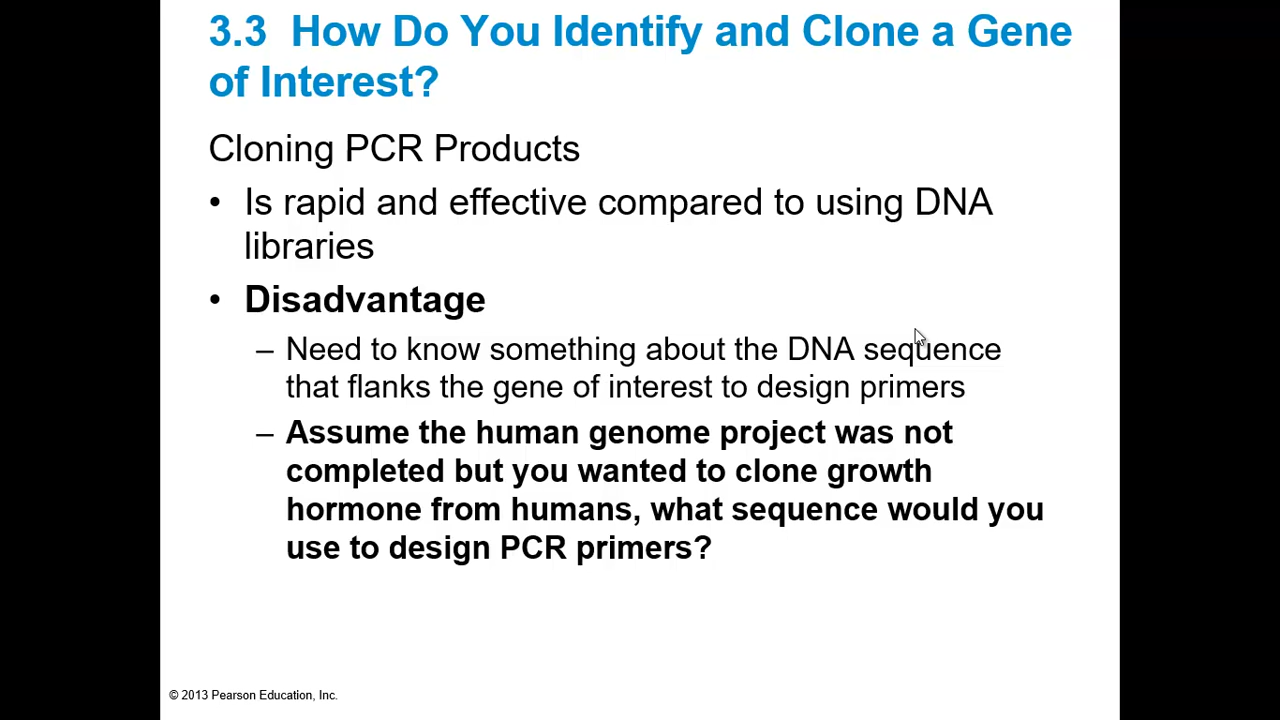 3.3 How Do You Identify and Clone a Gene
of Interest?
Cloning PCR Products
• Is rapid and effective compared to using DNA
libraries
• Disadvantage
– Need to know something about the DNA sequence
that flanks the gene of interest to design primers
– Assume the human genome project was not
completed but you wanted to clone growth
hormone from humans, what sequence would you
use to design PCR primers?
© 2013 Pearson Education, Inc.